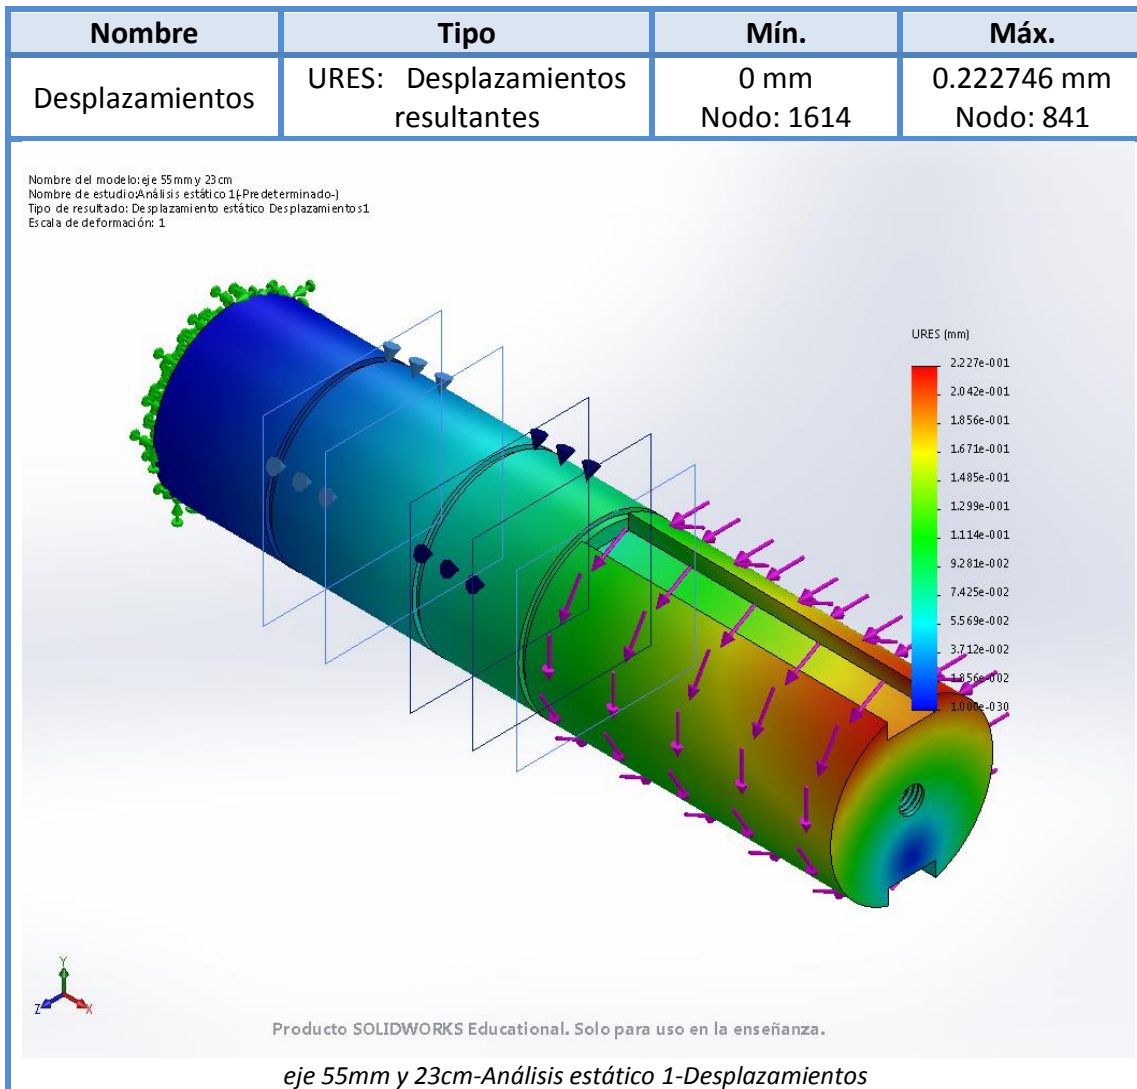 Nombre
Tipo
Mín.
Máx.
Desplazamientos
URES: Desplazamientos
resultantes
0 mm
Nodo: 1614
0.222746 mm
Nodo: 841
Nombre del modelo:eje 55mm y 23cm
Nombre de estudio:Análisis estático 1(-Predeterminado-)
Tipo de resultado: Desplazamiento estático Desplazamientos1
Escala de deformación: 1
URES (mm)
2.227e-001
2.042e-001
1.856e-001
1.671e-001
1.485e-001
1.299e-001
1.114e-001
9.281e-002
7.425e-002
5.569e-002
3.712e-002
1.856e-002
1.000e-030
Y
Z
X
Producto SOLIDWORKS Educational. Solo para uso en la enseñanza.
eje 55mm y 23cm-Análisis estático 1-Desplazamientos